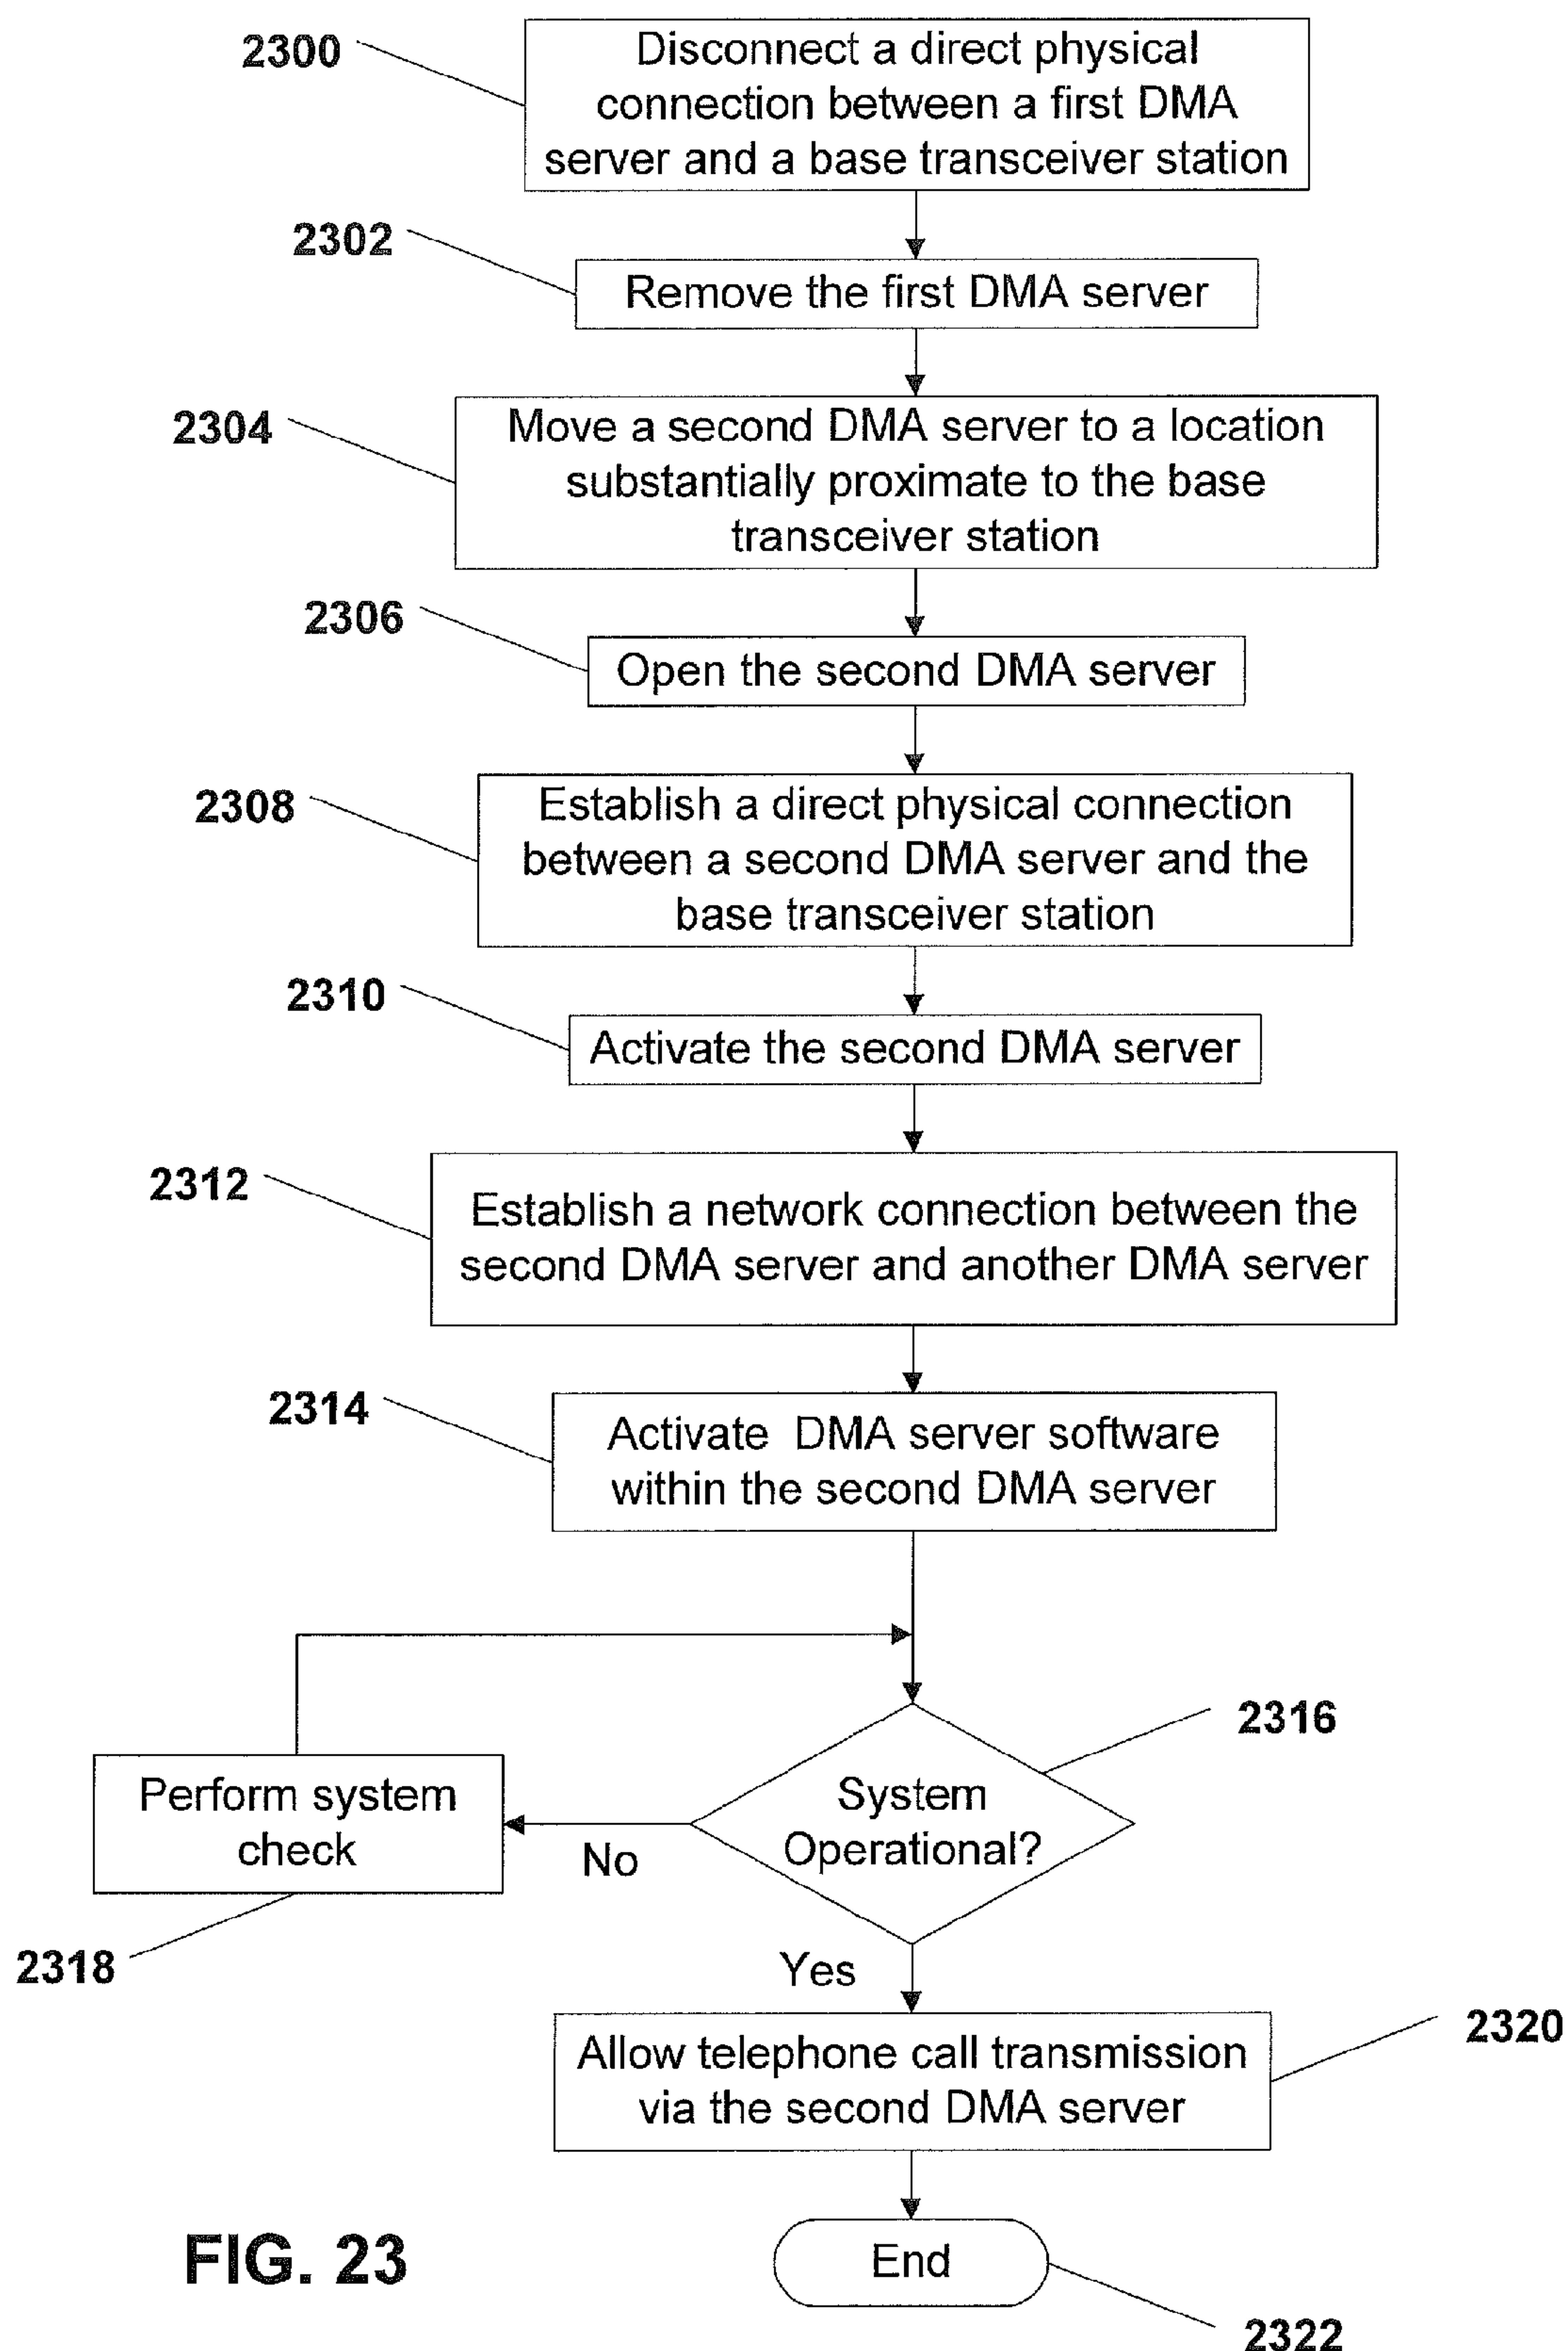 2300
Disconnect a direct physical
connection between a first DMA
server and a base transceiver station
2302
Remove the first DMA server
2304
Move a second DMA server to a location
substantially proximate to the base
transceiver station
2306
Open the second DMA server
2308
Establish a direct physical connection
between a second DMA server and the
base transceiver station
2310
Activate the second DMA server
2312
Establish a network connection between the
second DMA server and another DMA server
2314
Activate DMA server software
within the second DMA server
2316
System
Operational?
No
Perform system
check
2318
Yes
2320
Allow telephone call transmission
via the second DMA server
End
2322
FIG. 23